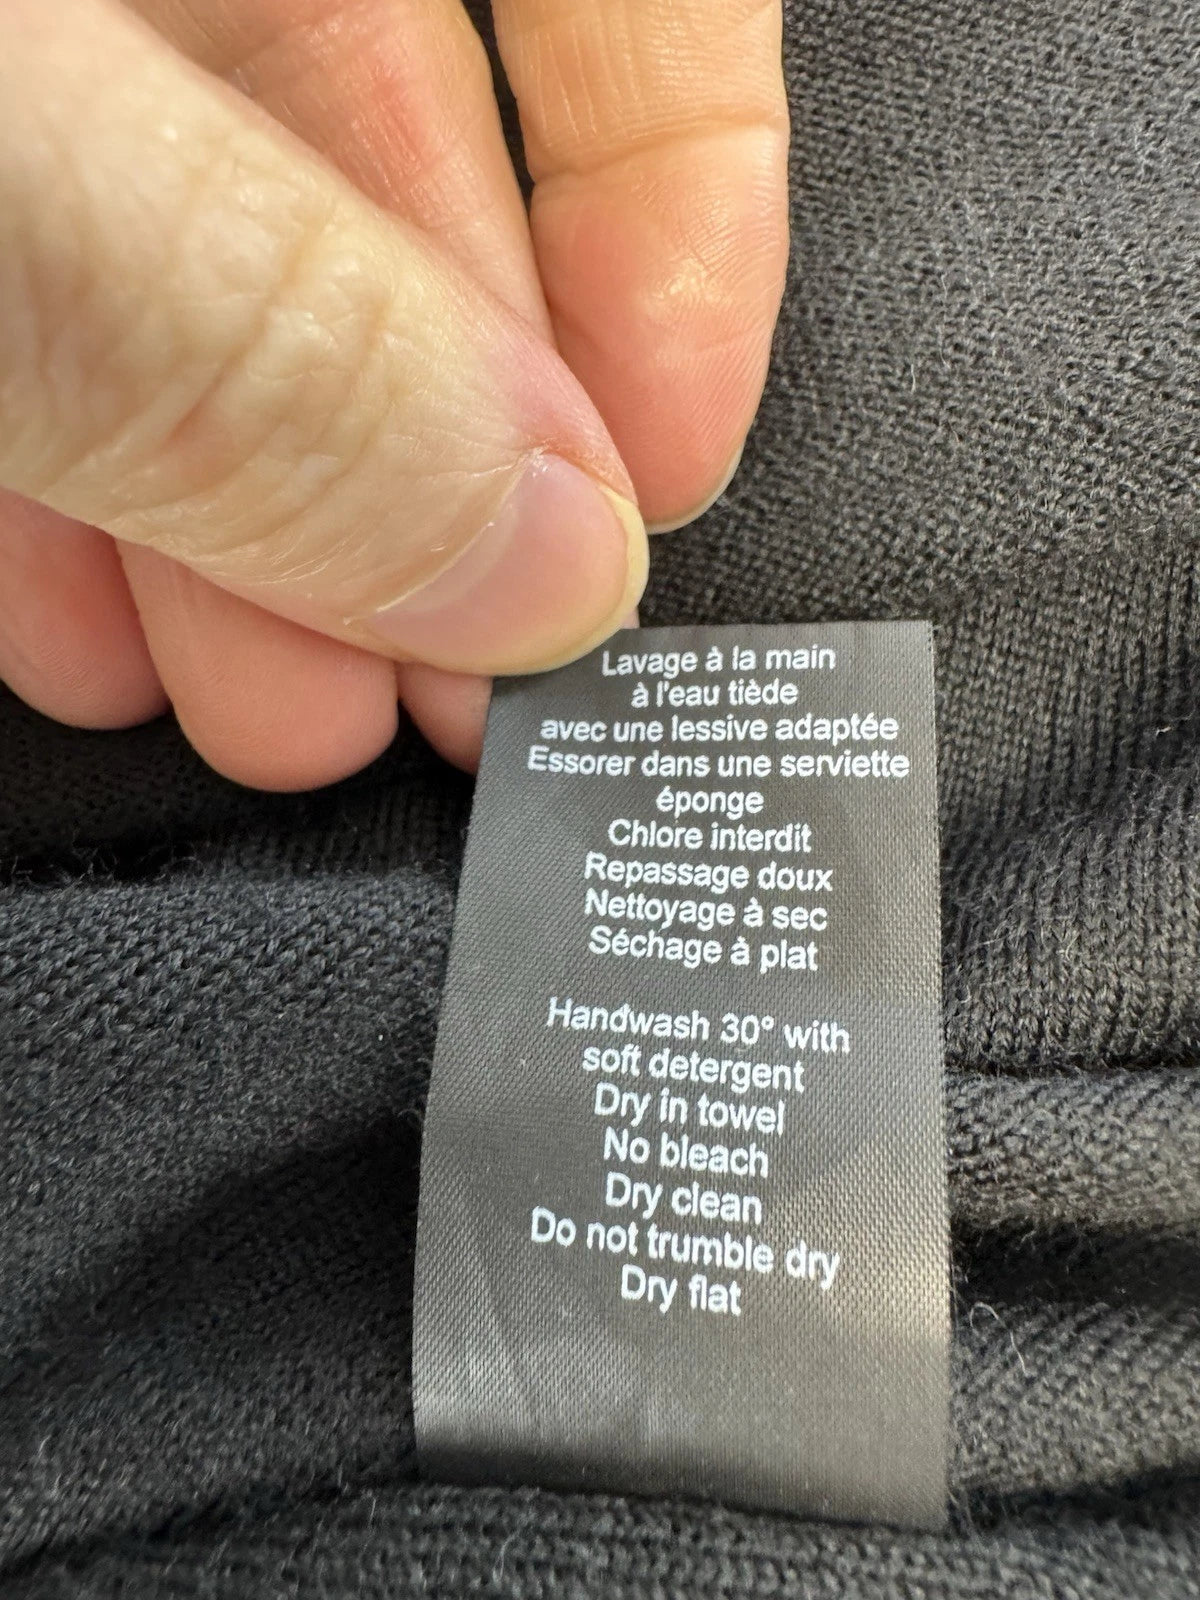 Lavage à la main
à l'eau tiède
avec une lessive adaptée
Essorer dans une serviette
éponge
Chlore interdit
Repassage doux
Nettoyage à sec
Séchage à plat
Handwash 30° with
soft detergent
Dry in towel
No bleach
Dry clean
Do not trumble dry
Dry flat